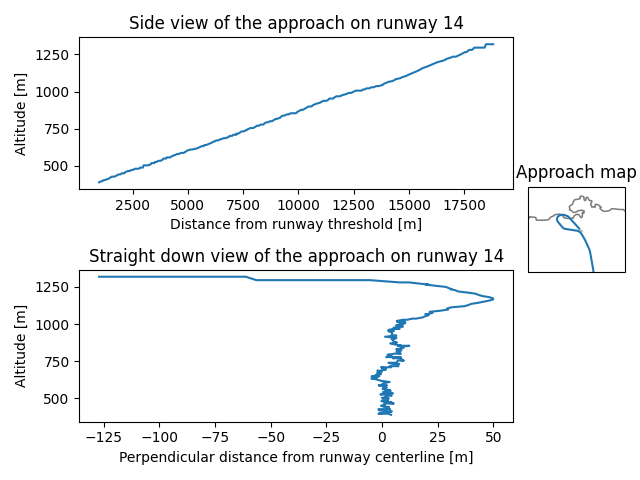 Side view of the approach on runway 14
Altitude [m]
1250
1000
750
500
2500 5000 7500 10000 12500 15000 17500
Distance from runway threshold [m]
Approach map
Straight down view of the approach on runway 14
Altitude [m]
1250
1000
750
500
−125 −100 −75 −50 −25 0 25 50
Perpendicular distance from runway centerline [m]